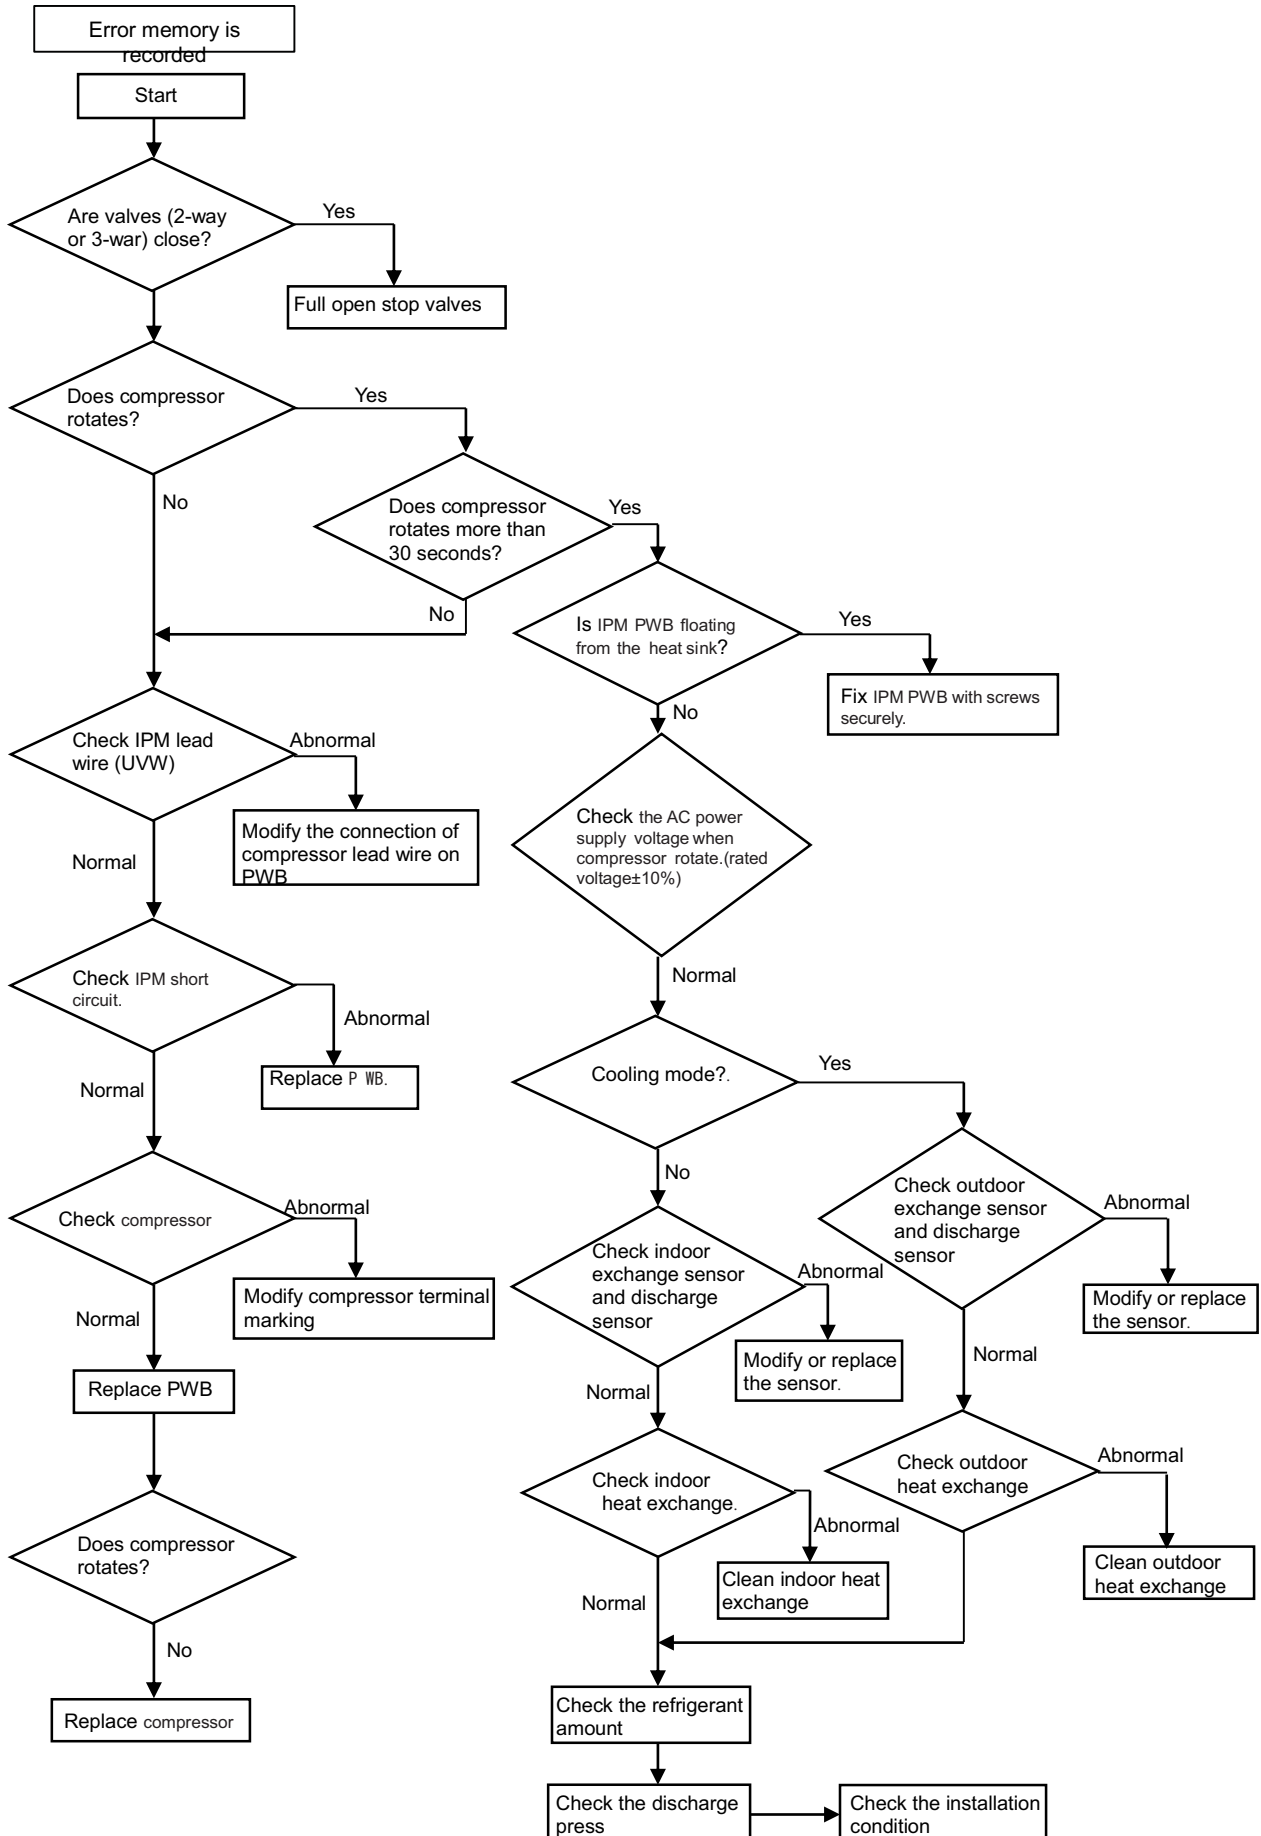 Error memory is
recorded
Start
Are valves (2-way
or 3-war) close?
Yes
Full open stop valves
Does compressor
rotates?
Yes
No
Does compressor
rotates more than
30 seconds?
Yes
No
Is IPM PWB floating
from the heat sink?
Yes
Fix IPM PWB with screws
securely.
No
Check IPM lead
wire (UVW)
Abnormal
Modify the connection of
compressor lead wire on
PWB
Normal
Check the AC power
supply voltage when
compressor rotate.(rated
voltage±10%)
Normal
Check IPM short
circuit.
Abnormal
Replace P WB.
Normal
Cooling mode?.
Yes
No
Check compressor
Abnormal
Modify compressor terminal
marking
Normal
Check outdoor
exchange sensor
and discharge
sensor
Abnormal
Modify or replace
the sensor.
Normal
Check indoor
exchange sensor
and discharge
sensor
Abnormal
Modify or replace
the sensor.
Normal
Replace PWB
Does compressor
rotates?
No
Replace compressor
Check indoor
heat exchange.
Abnormal
Clean indoor heat
exchange
Normal
Check outdoor
heat exchange
Abnormal
Clean outdoor
heat exchange
Check the refrigerant
amount
Check the discharge
press
Check the installation
condition